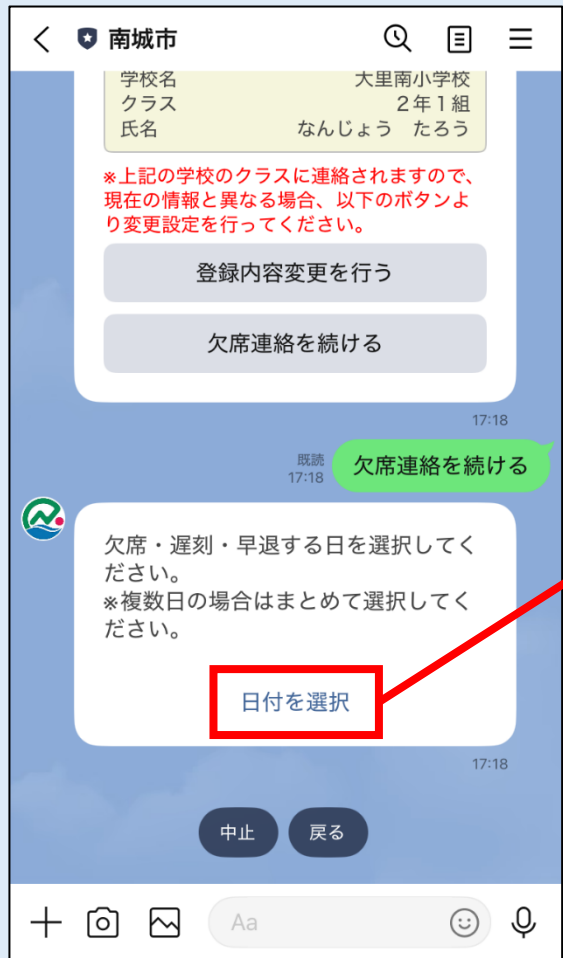 南城市
学校名 大里南小学校
クラス 2年1組
氏名 なんじょう たろう
※上記の学校のクラスに連絡されますので、
現在の情報と異なる場合、以下のボタンよ
り変更設定を行ってください。
登録内容変更を行う
欠席連絡を続ける
17:18
既読
17:18
欠席連絡を続ける
欠席・遅刻・早退する日を選択してく
ださい。
※複数日の場合はまとめて選択してく
ださい。
日付を選択
17:18
中止 戻る
Aa